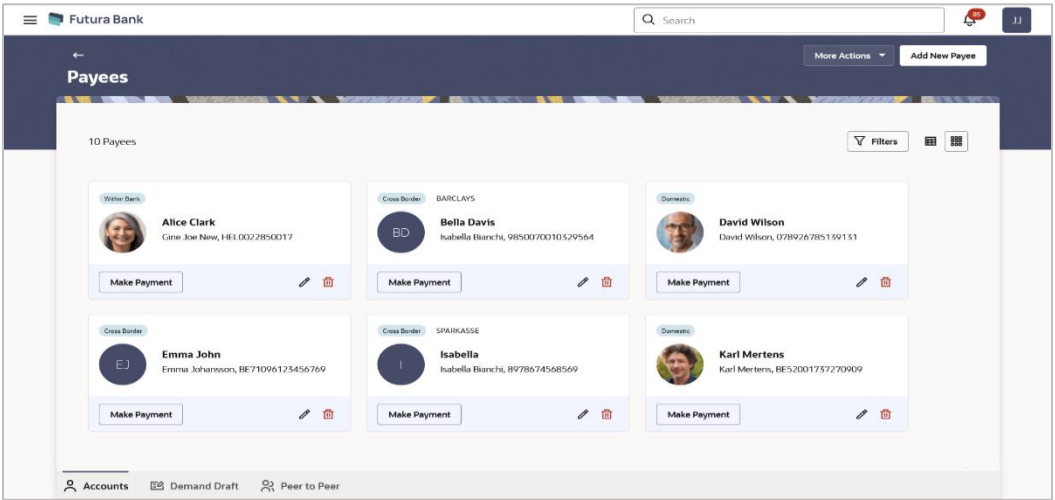 Futura Bank
Search
85
JJ
←
More Actions
Add New Payee
Payees
10 Payees
Filters
Within Bank
Alice Clark
Gine Joe New, HEL0022850017
Make Payment
Cross Border BARCLAYS
BD
Bella Davis
Isabella Bianchi, 9850070010329564
Make Payment
Domestic
David Wilson
David Wilson, 078926785139131
Make Payment
Cross Border
EJ
Emma John
Emma Johansson, BE71096123456769
Make Payment
Cross Border SPARKASSE
I
Isabella
Isabella Bianchi, 8978674568569
Make Payment
Domestic
Karl Mertens
Karl Mertens, BE52001737270909
Make Payment
Accounts Demand Draft Peer to Peer